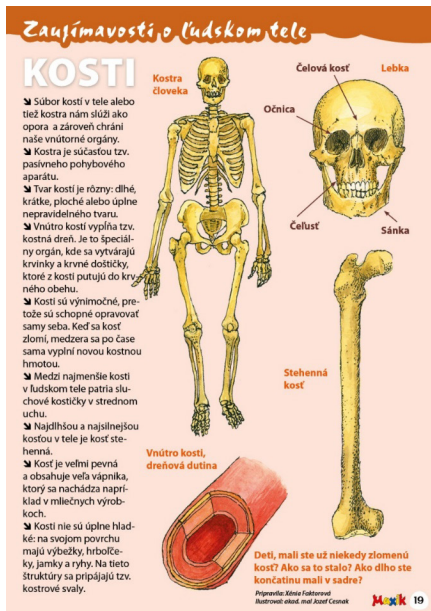 Zaujímavosti o ľudskom tele
KOSTI
Súbor kostí v tele alebo
tiež kostra nám slúži ako
opora a zároveň chráni
naše vnútorné orgány.
Kostra je súčasťou tzv.
pasívneho pohybového
aparátu.
Tvar kostí je rôzny: dlhé,
krátke, ploché alebo úplne
nepravidelného tvaru.
Vnútro kostí vypĺňa tzv.
kostná dreň. Je to špeciál-
ny orgán, kde sa vytvárajú
krvinky a krvné doštičky,
ktoré z kostí putujú do krv-
ného obehu.
Kosti sú výnimočné, pre-
tože sú schopné opravovať
samy seba. Keď sa kosť
zlomí, medzera sa po čase
sama vyplní novou kostnou
hmotou.
Medzi najmenšie kosti
v ľudskom tele patria slu-
chové kostičky v strednom
uchu.
Najdlhšou a najsilnejšou
kosťou v tele je kosť ste-
henná.
Kosť je veľmi pevná
a obsahuje veľa vápnika,
ktorý sa nachádza naprí-
klad v mliečnych výrob-
koch.
Kosti nie sú úplne hlad-
ké: na svojom povrchu
majú výbežky, hrboľče-
ky, jamky a ryhy. Na tieto
štruktúry sa pripájajú tzv.
kostrové svaly.
Kostra
človeka
Čelová kosť
Lebka
Očnica
Čeľusť
Sánka
Stehenná
kosť
Vnútro kosti,
dreňová dutina
Deti, mali ste už niekedy zlomenú
kosť? Ako sa to stalo? Ako dlho ste
končatinu mali v sadre?
Pripravila: Xénia Faktorová
Ilustroval: akad. mal Jozef Cesnak
Maxík 19